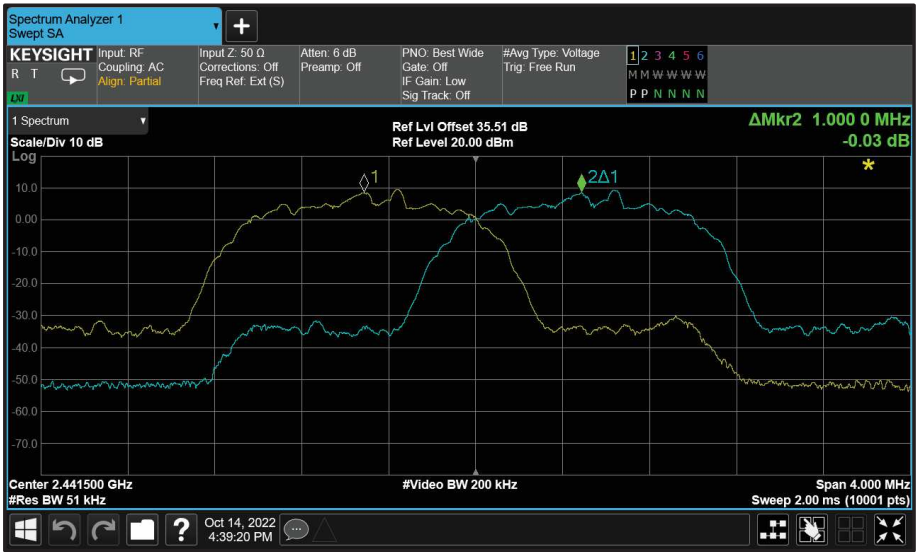 Spectrum Analyzer 1
Swept SA
+
KEYSIGHT
R T
LXI
Input: RF
Coupling: AC
Align: Partial
Input Z: 50 Ω
Corrections: Off
Freq Ref: Ext (S)
Atten: 6 dB
Preamp: Off
PNO: Best Wide
Gate: Off
IF Gain: Low
Sig Track: Off
#Avg Type: Voltage
Trig: Free Run
1 2 3 4 5 6
M M W W W W
P P N N N N
1 Spectrum
Scale/Div 10 dB
Ref Lvl Offset 35.51 dB
Ref Level 20.00 dBm
ΔMkr2 1.000 0 MHz
-0.03 dB
Log
*
10.0
0.00
-10.0
-20.0
-30.0
-40.0
-50.0
-60.0
-70.0
1
2Δ1
Center 2.441500 GHz
#Res BW 51 kHz
#Video BW 200 kHz
Span 4.000 MHz
Sweep 2.00 ms (10001 pts)
?
Oct 14, 2022
4:39:20 PM